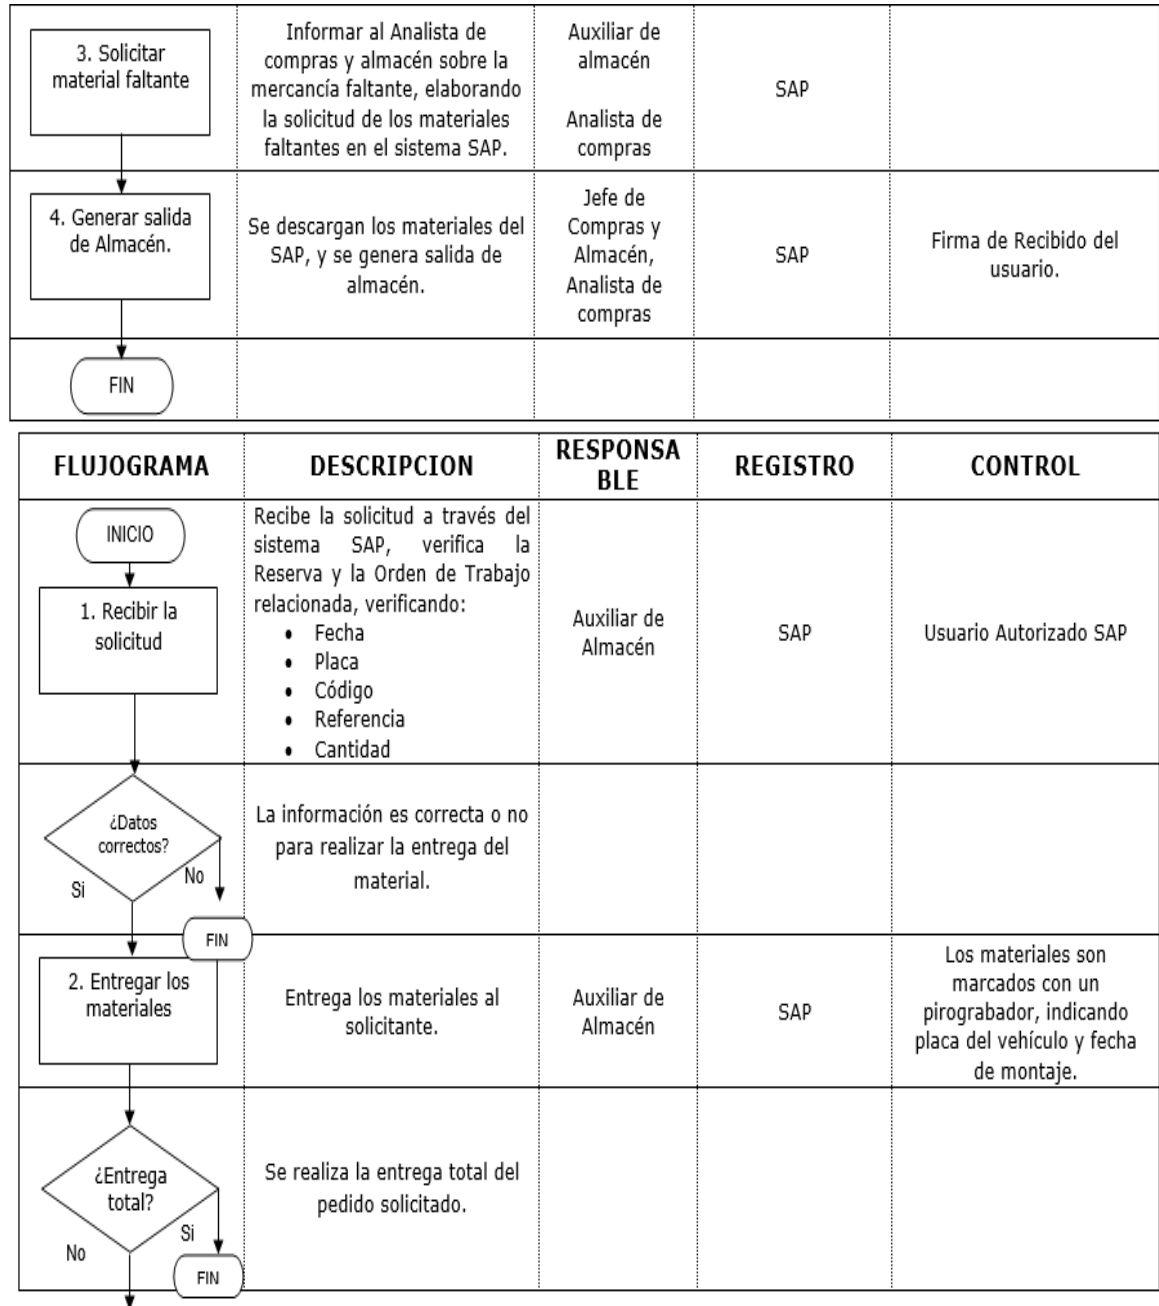 3. Solicitar
material faltante
Informar al Analista de
compras y almacén sobre la
mercancía faltante, elaborando
la solicitud de los materiales
faltantes en el sistema SAP.
Auxiliar de
almacén
Analista de
compras
SAP
4. Generar salida
de Almacén.
Se descargan los materiales del
SAP, y se genera salida de
almacén.
Jefe de
Compras y
Almacén,
Analista de
compras
SAP
Firma de Recibido del
usuario.
FIN
FLUJOGRAMA
DESCRIPCION
RESPONSA
BLE
REGISTRO
CONTROL
INICIO
1. Recibir la
solicitud
Recibe la solicitud a través del
sistema SAP, verifica la
Reserva y la Orden de Trabajo
relacionada, verificando:
• Fecha
• Placa
• Código
• Referencia
• Cantidad
Auxiliar de
Almacén
SAP
Usuario Autorizado SAP
¿Datos
correctos?
Si
No
FIN
La información es correcta o no
para realizar la entrega del
material.
2. Entregar los
materiales
Entrega los materiales al
solicitante.
Auxiliar de
Almacén
SAP
Los materiales son
marcados con un
pirograbador, indicando
placa del vehículo y fecha
de montaje.
¿Entrega
total?
Si
No
FIN
Se realiza la entrega total del
pedido solicitado.